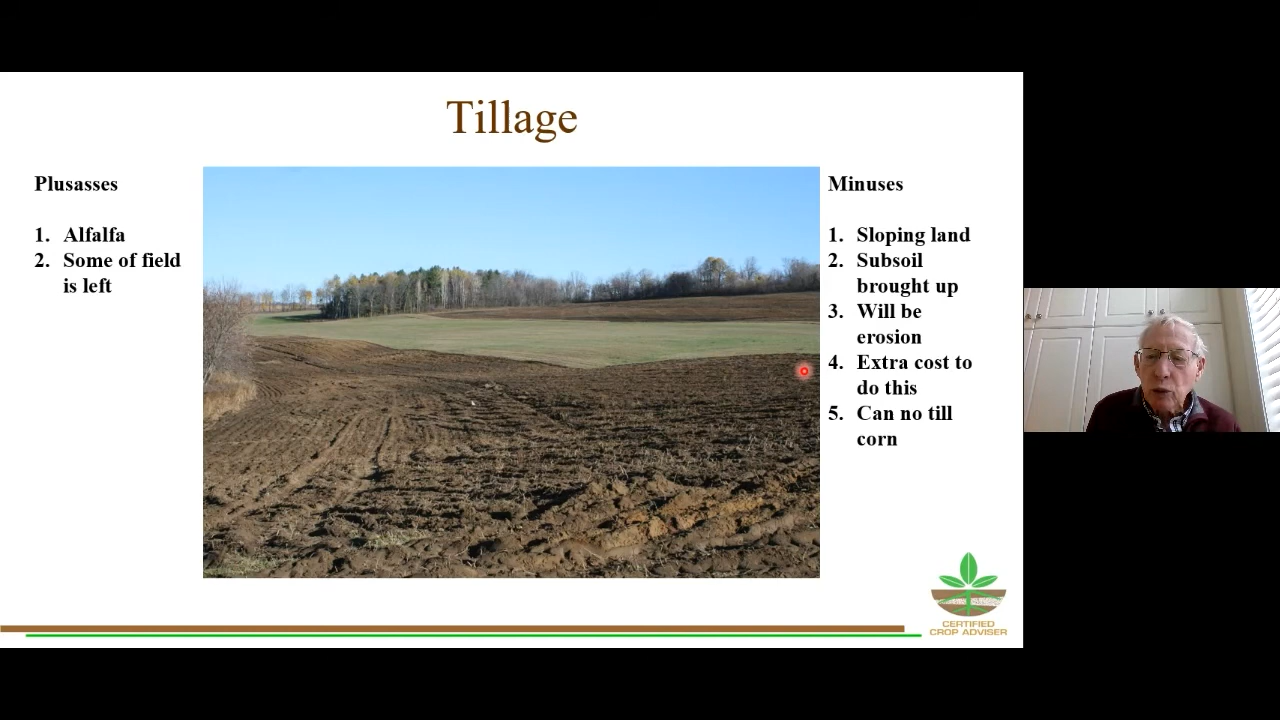 Tillage
Plusasses
1. Alfalfa
2. Some of field
is left
Minuses
1. Sloping land
2. Subsoil
brought up
3. Will be
erosion
4. Extra cost to
do this
5. Can no till
corn
CERTIFIED
CROP ADVISER